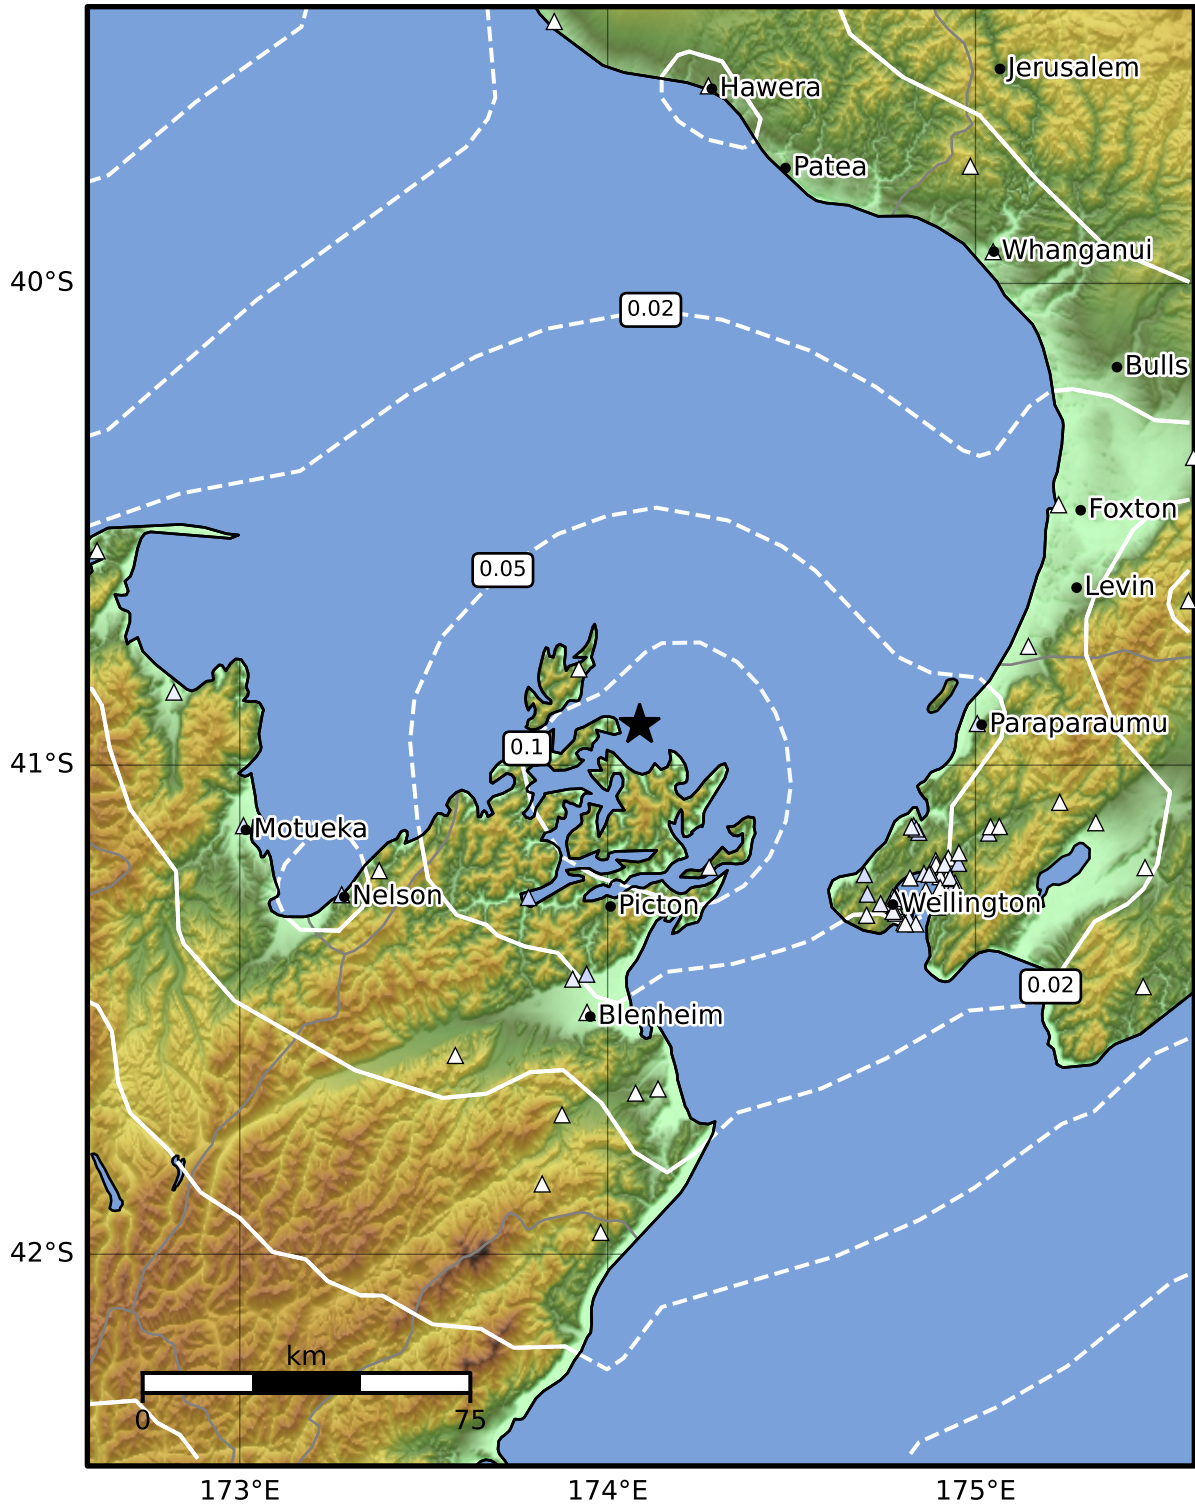 Jerusalem
Hawera
Patea
Whanganui
40°S
0.02
Bulls
Foxton
0.05
Levin
Paraparaumu
0.1
41°S
Motueka
Nelson
Picton
Wellington
0.02
Blenheim
42°S
km
0 75
173°E 174°E 175°E